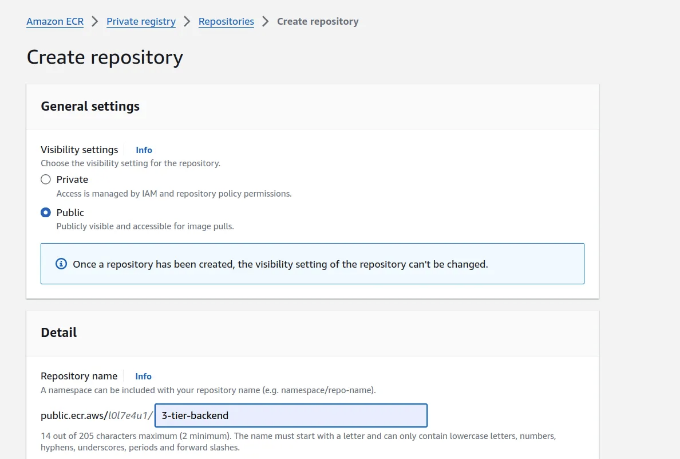 Amazon ECR > Private registry > Repositories > Create repository
Create repository
General settings
Visibility settings Info
Choose the visibility setting for the repository.
Private
Access is managed by IAM and repository policy permissions.
Public
Publicly visible and accessible for image pulls.
Once a repository has been created, the visibility setting of the repository can't be changed.
Detail
Repository name Info
A namespace can be included with your repository name (e.g. namespace/repo-name).
public.ecr.aws/l0l7e4u1/ 3-tier-backend
14 out of 205 characters maximum (2 minimum). The name must start with a letter and can only contain lowercase letters, numbers,
hyphens, underscores, periods and forward slashes.